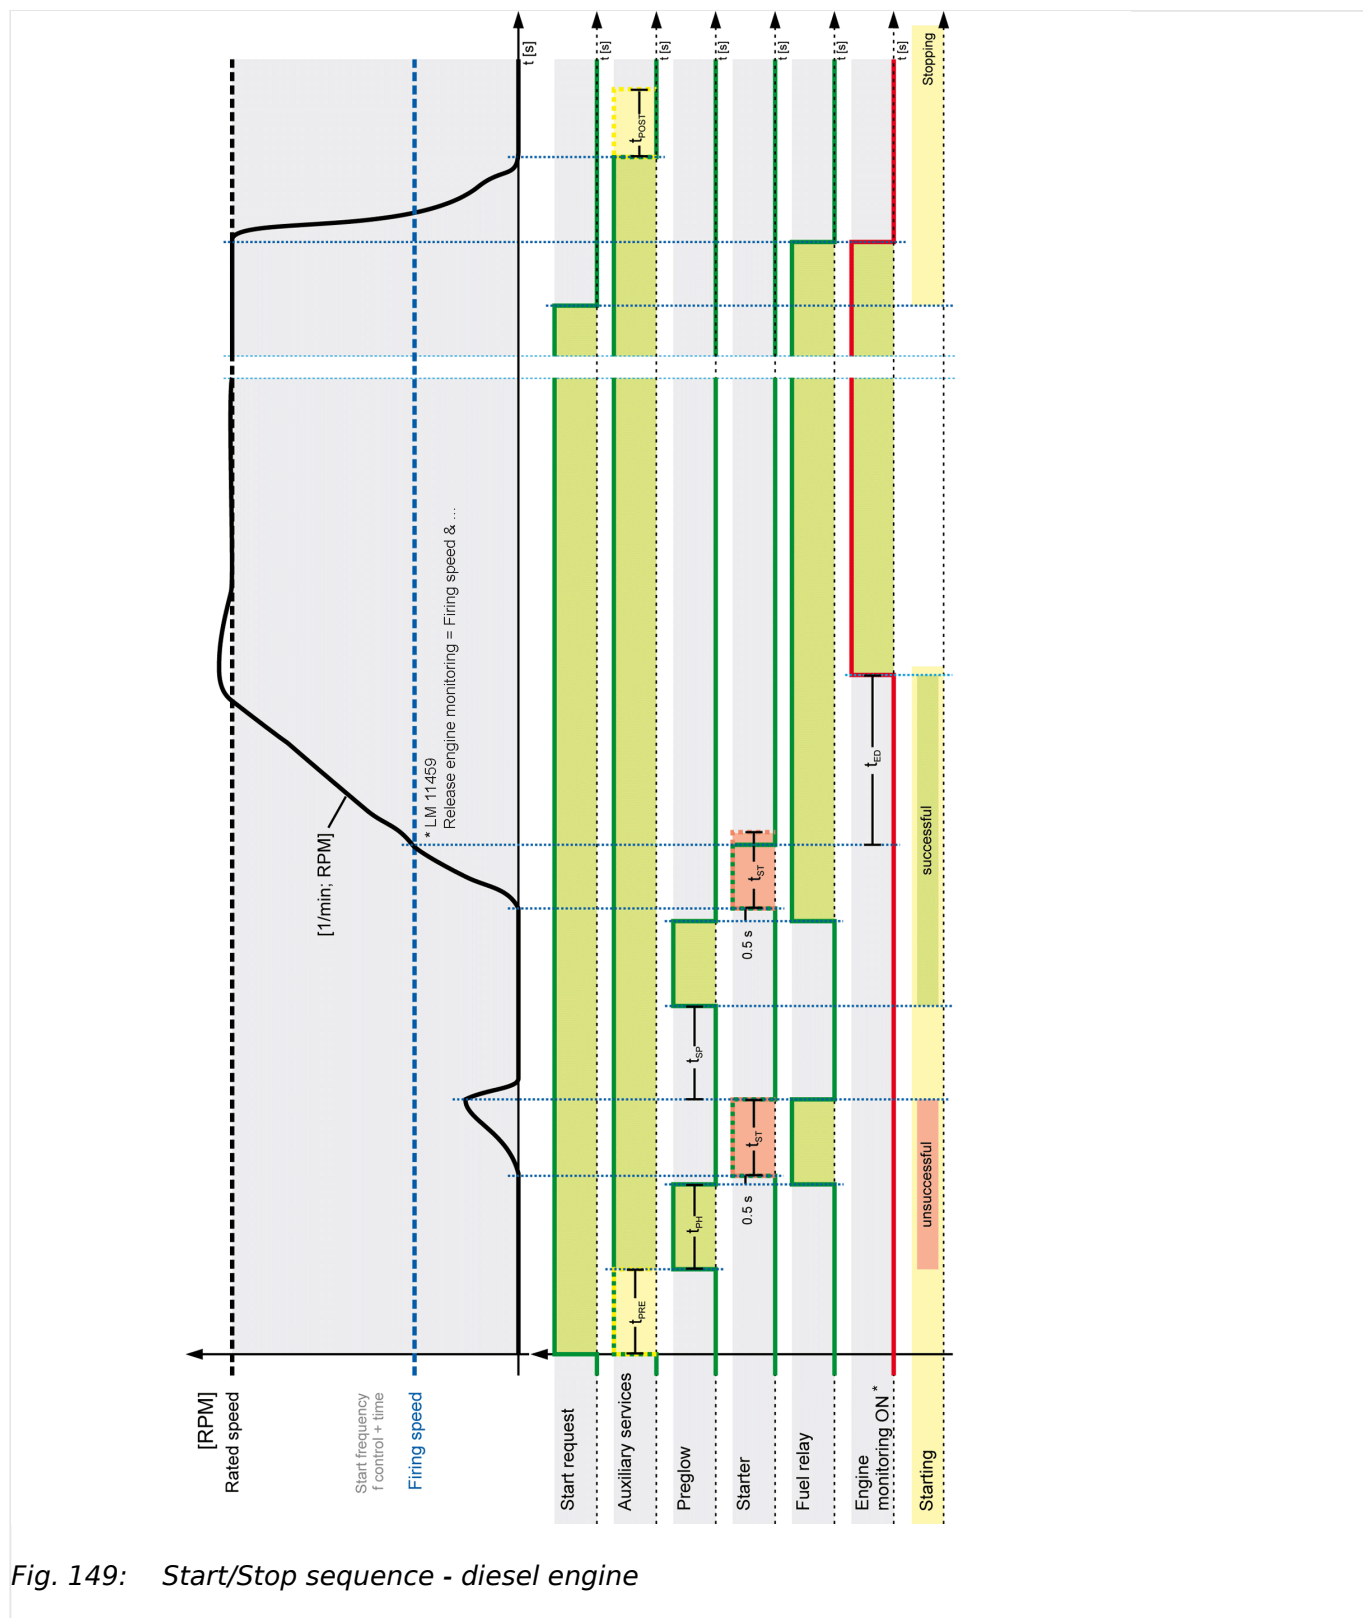 [RPM]
Rated speed
Start frequency
f control + time
Firing speed
[1/min; RPM]
* LM 11459
Release engine monitoring = Firing speed & ...
t [s]
Start request
t [s]
Auxiliary services
tPRE
tPOST
t [s]
Preglow
tPH
tSP
t [s]
Starter
0.5 s
tST
0.5 s
tST
t [s]
Fuel relay
t [s]
Engine
monitoring ON *
tED
t [s]
Starting
unsuccessful
successful
Stopping
Fig. 149: Start/Stop sequence - diesel engine